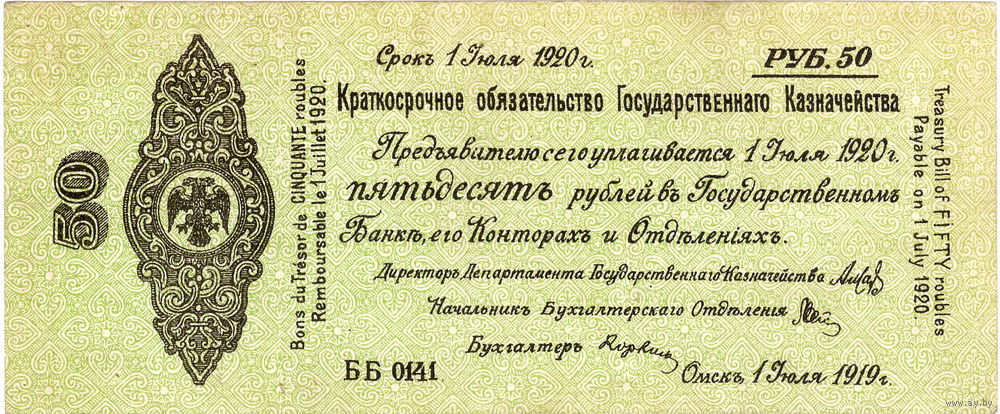 Срокъ 1 Іюля 1920 г.
РУБ. 50
Краткосрочное обязательство Государственнаго Казначейства
Предъявителю сего уплачивается 1 Іюля 1920 г.
пятьдесятъ рублей въ Государственномъ
Банкѣ, его Конторахъ и Отдѣленіяхъ.
Директоръ Департамента Государственнаго Казначейства
Начальникъ Бухгалтерскаго Отдѣленія
Бухгалтеръ
ББ 0141
Омскъ, 1 Іюля 1919 г.
50
Bons du Trésor de CINQUANTE roubles
Remboursable le 1 Juillet 1920.
Treasury Bill of FIFTY roubles
Payable on 1 July 1920
www.ay.by